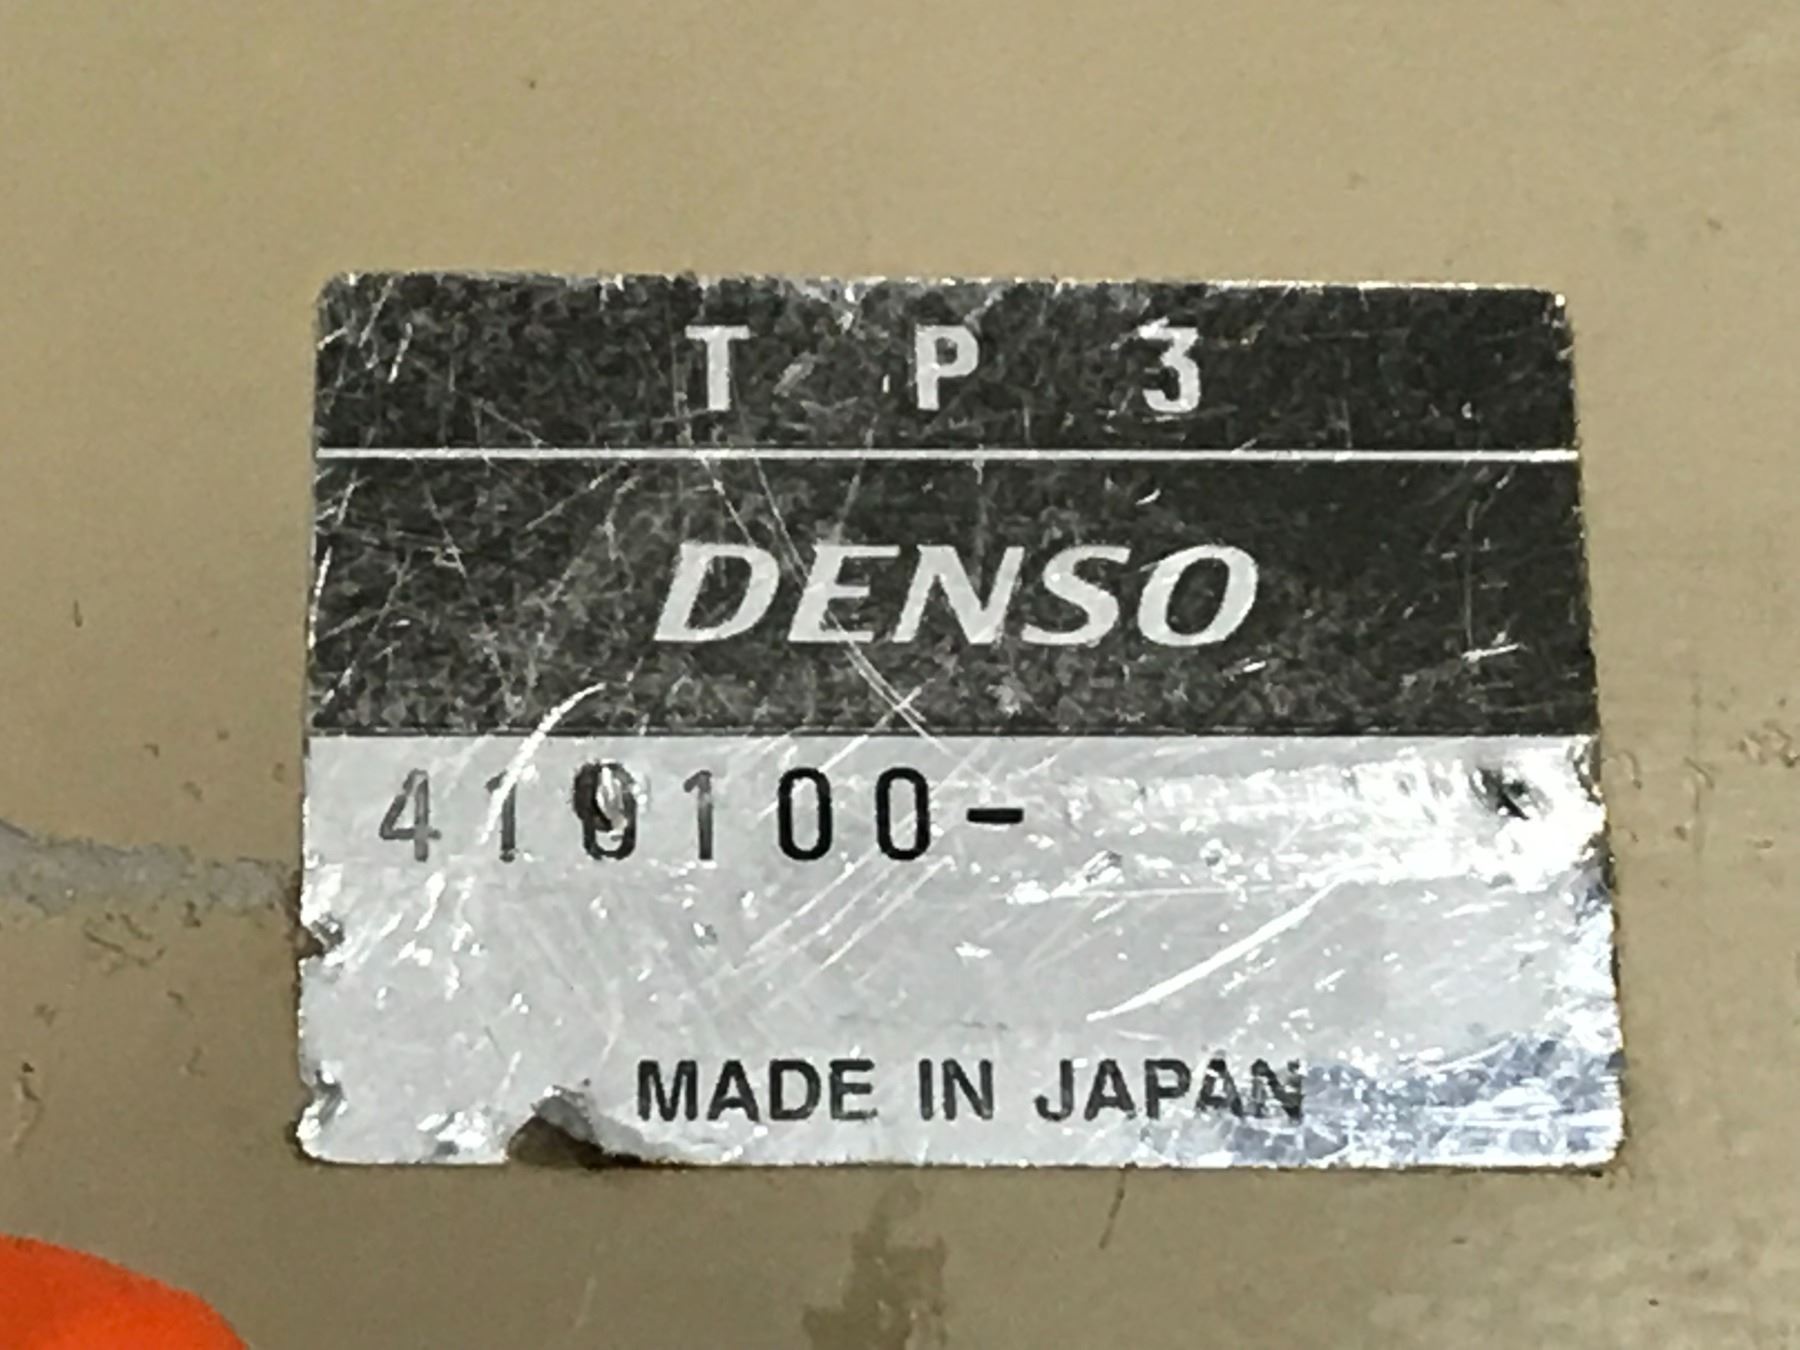 T P 3
DENSO
410100-
MADE IN JAPAN